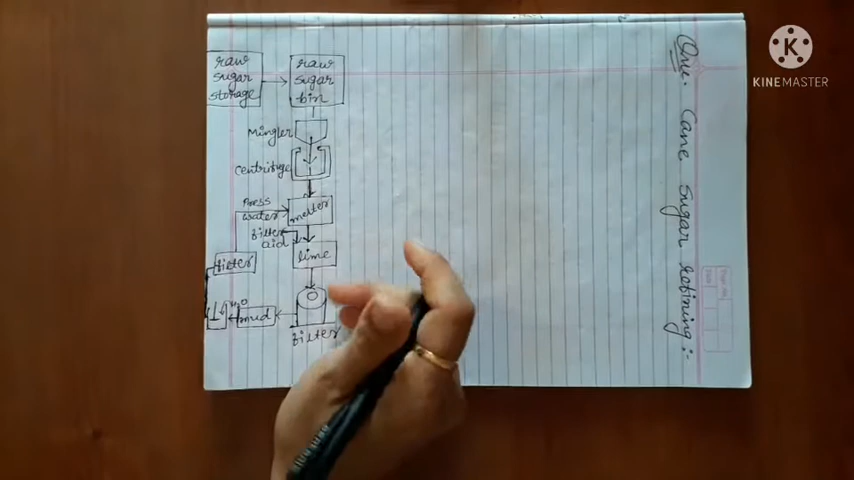 Que. Cane sugar refining :-
raw
sugar
storage
raw
sugar
bin
Mingler
centrifuge
Press
water
melter
filter
aid
lime
filter
H2O
mud
filter
KINEMASTER